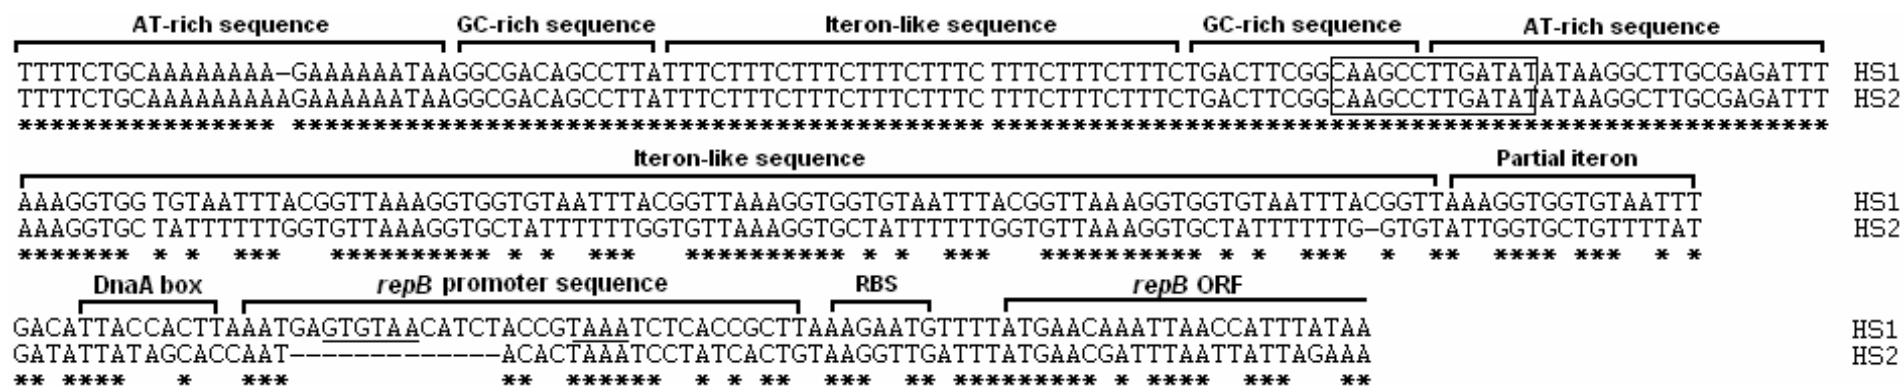 AT-rich sequence GC-rich sequence Iteron-like sequence GC-rich sequence AT-rich sequence
TTTTCTGCAAAAAAAA–GAAAAAATAAGGCGACAGCCTTATTTCTTTCTTTCTTTCTTTC TTTCTTTCTTTCTGACTTCGGCAAGCCTTGATATATAAGGCTTGCGAGATTT HS1
TTTTCTGCAAAAAAAAAGAAAAAATAAGGCGACAGCCTTATTTCTTTCTTTCTTTCTTTC TTTCTTTCTTTCTGACTTCGGCAAGCCTTGATATATAAGGCTTGCGAGATTT HS2
**************** ******************************************* ****************************************************
Iteron-like sequence Partial iteron
AAAGGTGG TGTAATTTACGGTTAAAGGTGGTGTAATTTACGGTTAAAGGTGGTGTAATTTACGGTTAAAGGTGGTGTAATTTACGGTTAAAGGTGGTGTAATTT HS1
AAAGGTGC TATTTTTTGGTGTTAAAGGTGCTATTTTTTGGTGTTAAAGGTGCTATTTTTTGGTGTTAAAGGTGCTATTTTTTG–GTGTATTGGTGCTGTTTTAT HS2
******* * * *** ********** * * *** ********** * * *** ********** * * *** * ** **** *** * *
DnaA box repB promoter sequence RBS repB ORF
GACATTACCACTTAAATGAGTGTAACATCTACCGTAAATCTCACCGCTTAAAGAATGTTTTATGAACAAATTAACCATTTATAA HS1
GATATTATAGCACCAAT-------------ACACTAAATCCTATCACTGTAAGGTTGATTTATGAACGATTTAATTATTAGAAA HS2
** **** * *** ** ****** * * ** *** ** ********* * **** *** **